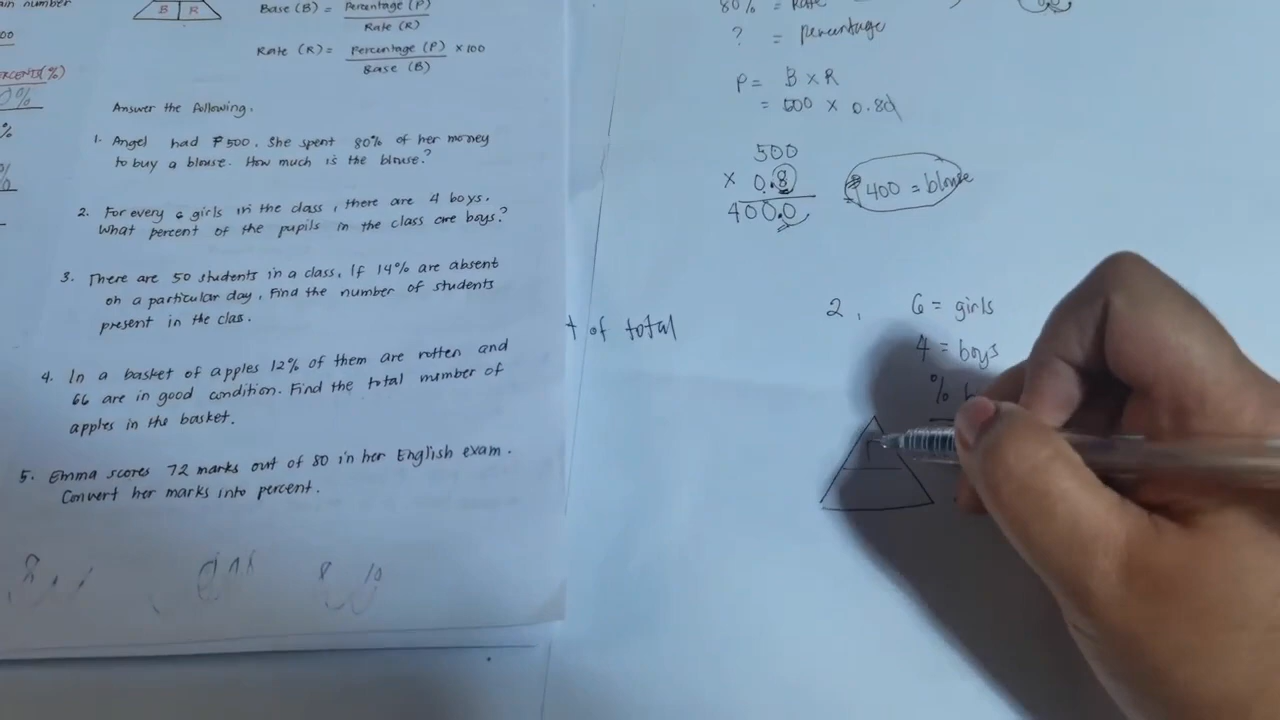 ain number
00
ERCENTS(%)
0%
%
%
B R
Base (B) = Percentage (P)
Rate (R)
Rate (R) = Percentage (P) × 100
Base (B)
Answer the following.
1. Angel had ₱500. She spent 80% of her money
to buy a blouse. How much is the blouse?
2. For every 6 girls in the class, there are 4 boys.
What percent of the pupils in the class are boys?
3. There are 50 students in a class. If 14% are absent
on a particular day, Find the number of students
present in the clas.
4. In a basket of apples 12% of them are rotten and
66 are in good condition. Find the total number of
apples in the basket.
5. Emma scores 72 marks out of 80 in her English exam.
Convert her marks into percent.
of total
80% = Rate
? = percentage
P = B × R
= 500 × 0.80
500
× 0.8
400.0
₱400 = blouse
2. 6 = girls
4 = boys
% b